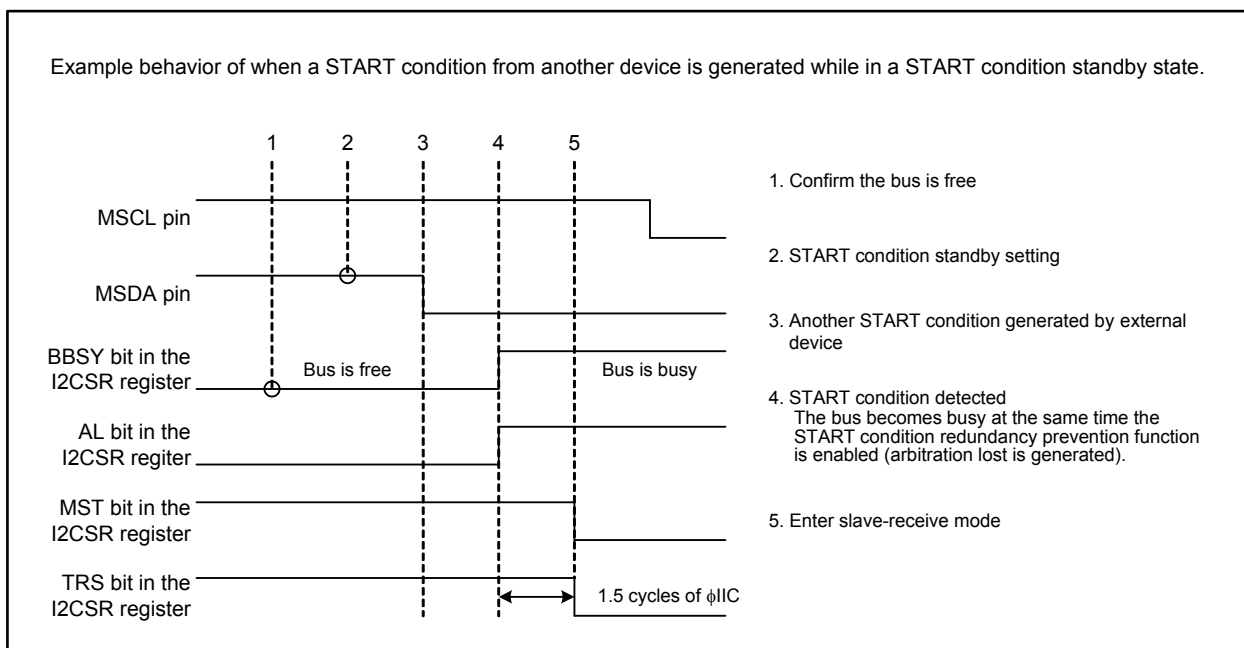 Example behavior of when a START condition from another device is generated while in a START condition standby state.
1 2 3 4 5
MSCL pin
MSDA pin
BBSY bit in the
I2CSR register
Bus is free
Bus is busy
AL bit in the
I2CSR regiter
MST bit in the
I2CSR register
TRS bit in the
I2CSR register
1.5 cycles of ϕIIC
1. Confirm the bus is free
2. START condition standby setting
3. Another START condition generated by external
device
4. START condition detected
The bus becomes busy at the same time the
START condition redundancy prevention function
is enabled (arbitration lost is generated).
5. Enter slave-receive mode